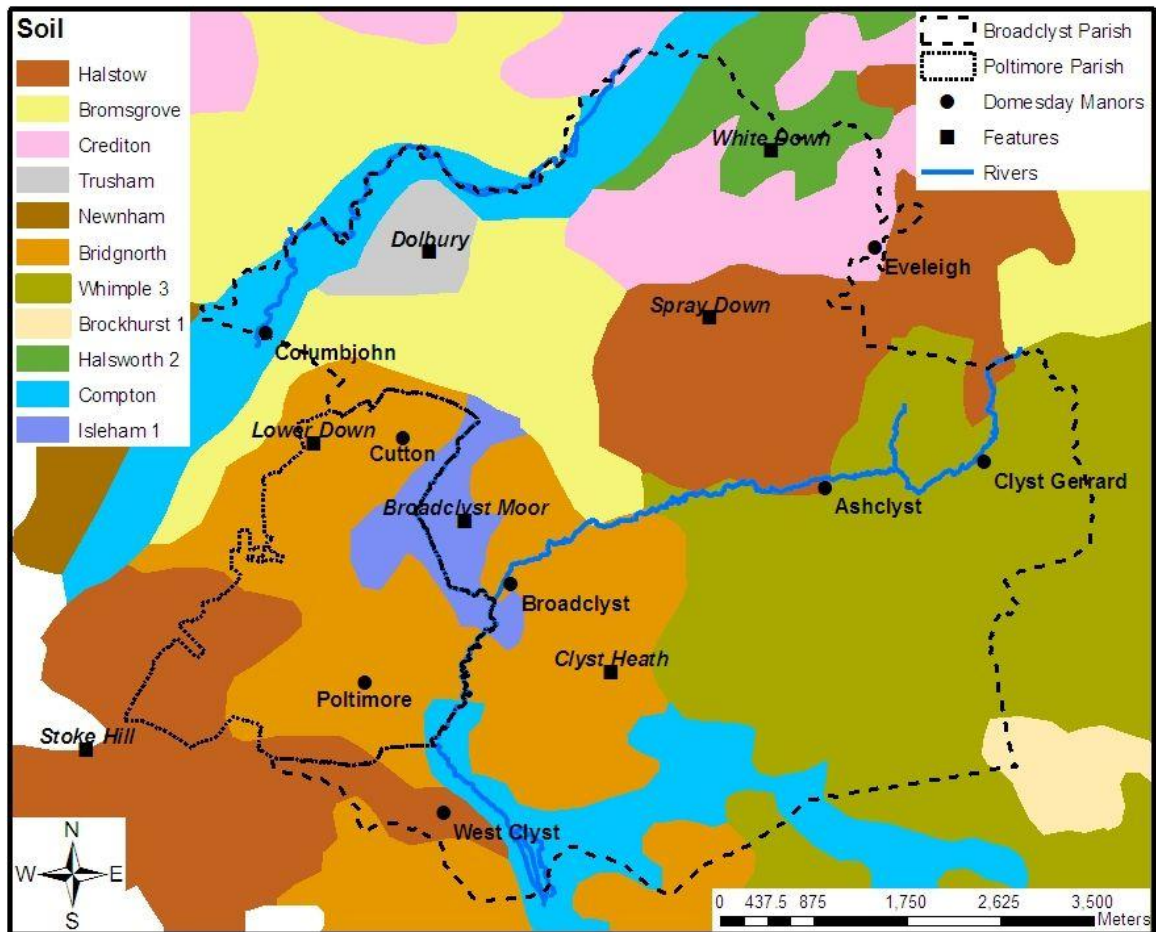 Soil
Halstow
Bromsgrove
Crediton
Trusham
Newnham
Bridgnorth
Whimple 3
Brockhurst 1
Halsworth 2
Compton
Isleham 1
Broadclyst Parish
Poltimore Parish
Domesday Manors
Features
Rivers
White Down
Dolbury
Eveleigh
Spray Down
Columbjohn
Lower Down
Cutton
Clyst Gerrard
Ashclyst
Broadclyst Moor
Broadclyst
Clyst Heath
Poltimore
Stoke Hill
West Clyst
N
W E
S
0 437.5 875 1,750 2,625 3,500
Meters